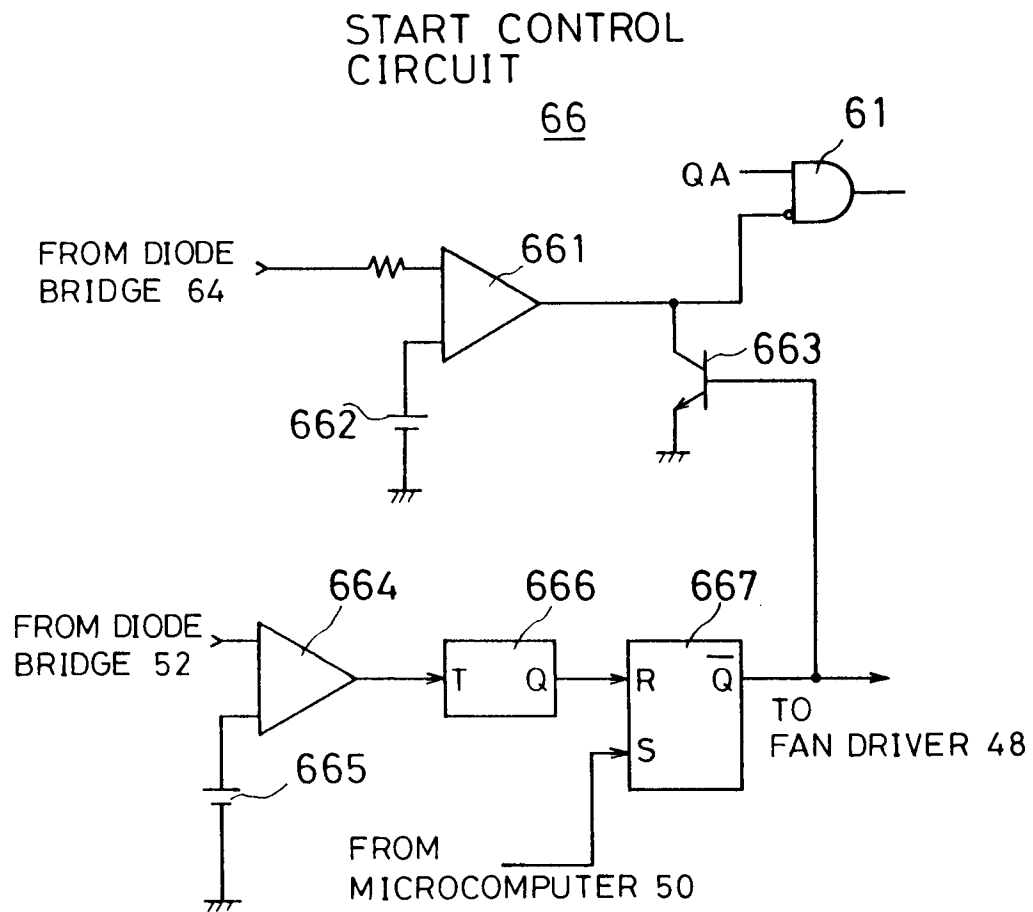 START CONTROL
CIRCUIT
66
61
QA
FROM DIODE
BRIDGE 64
661
663
662
664
666
667
FROM DIODE
BRIDGE 52
T Q
R Q̅
S
TO
FAN DRIVER 48
665
FROM
MICROCOMPUTER 50